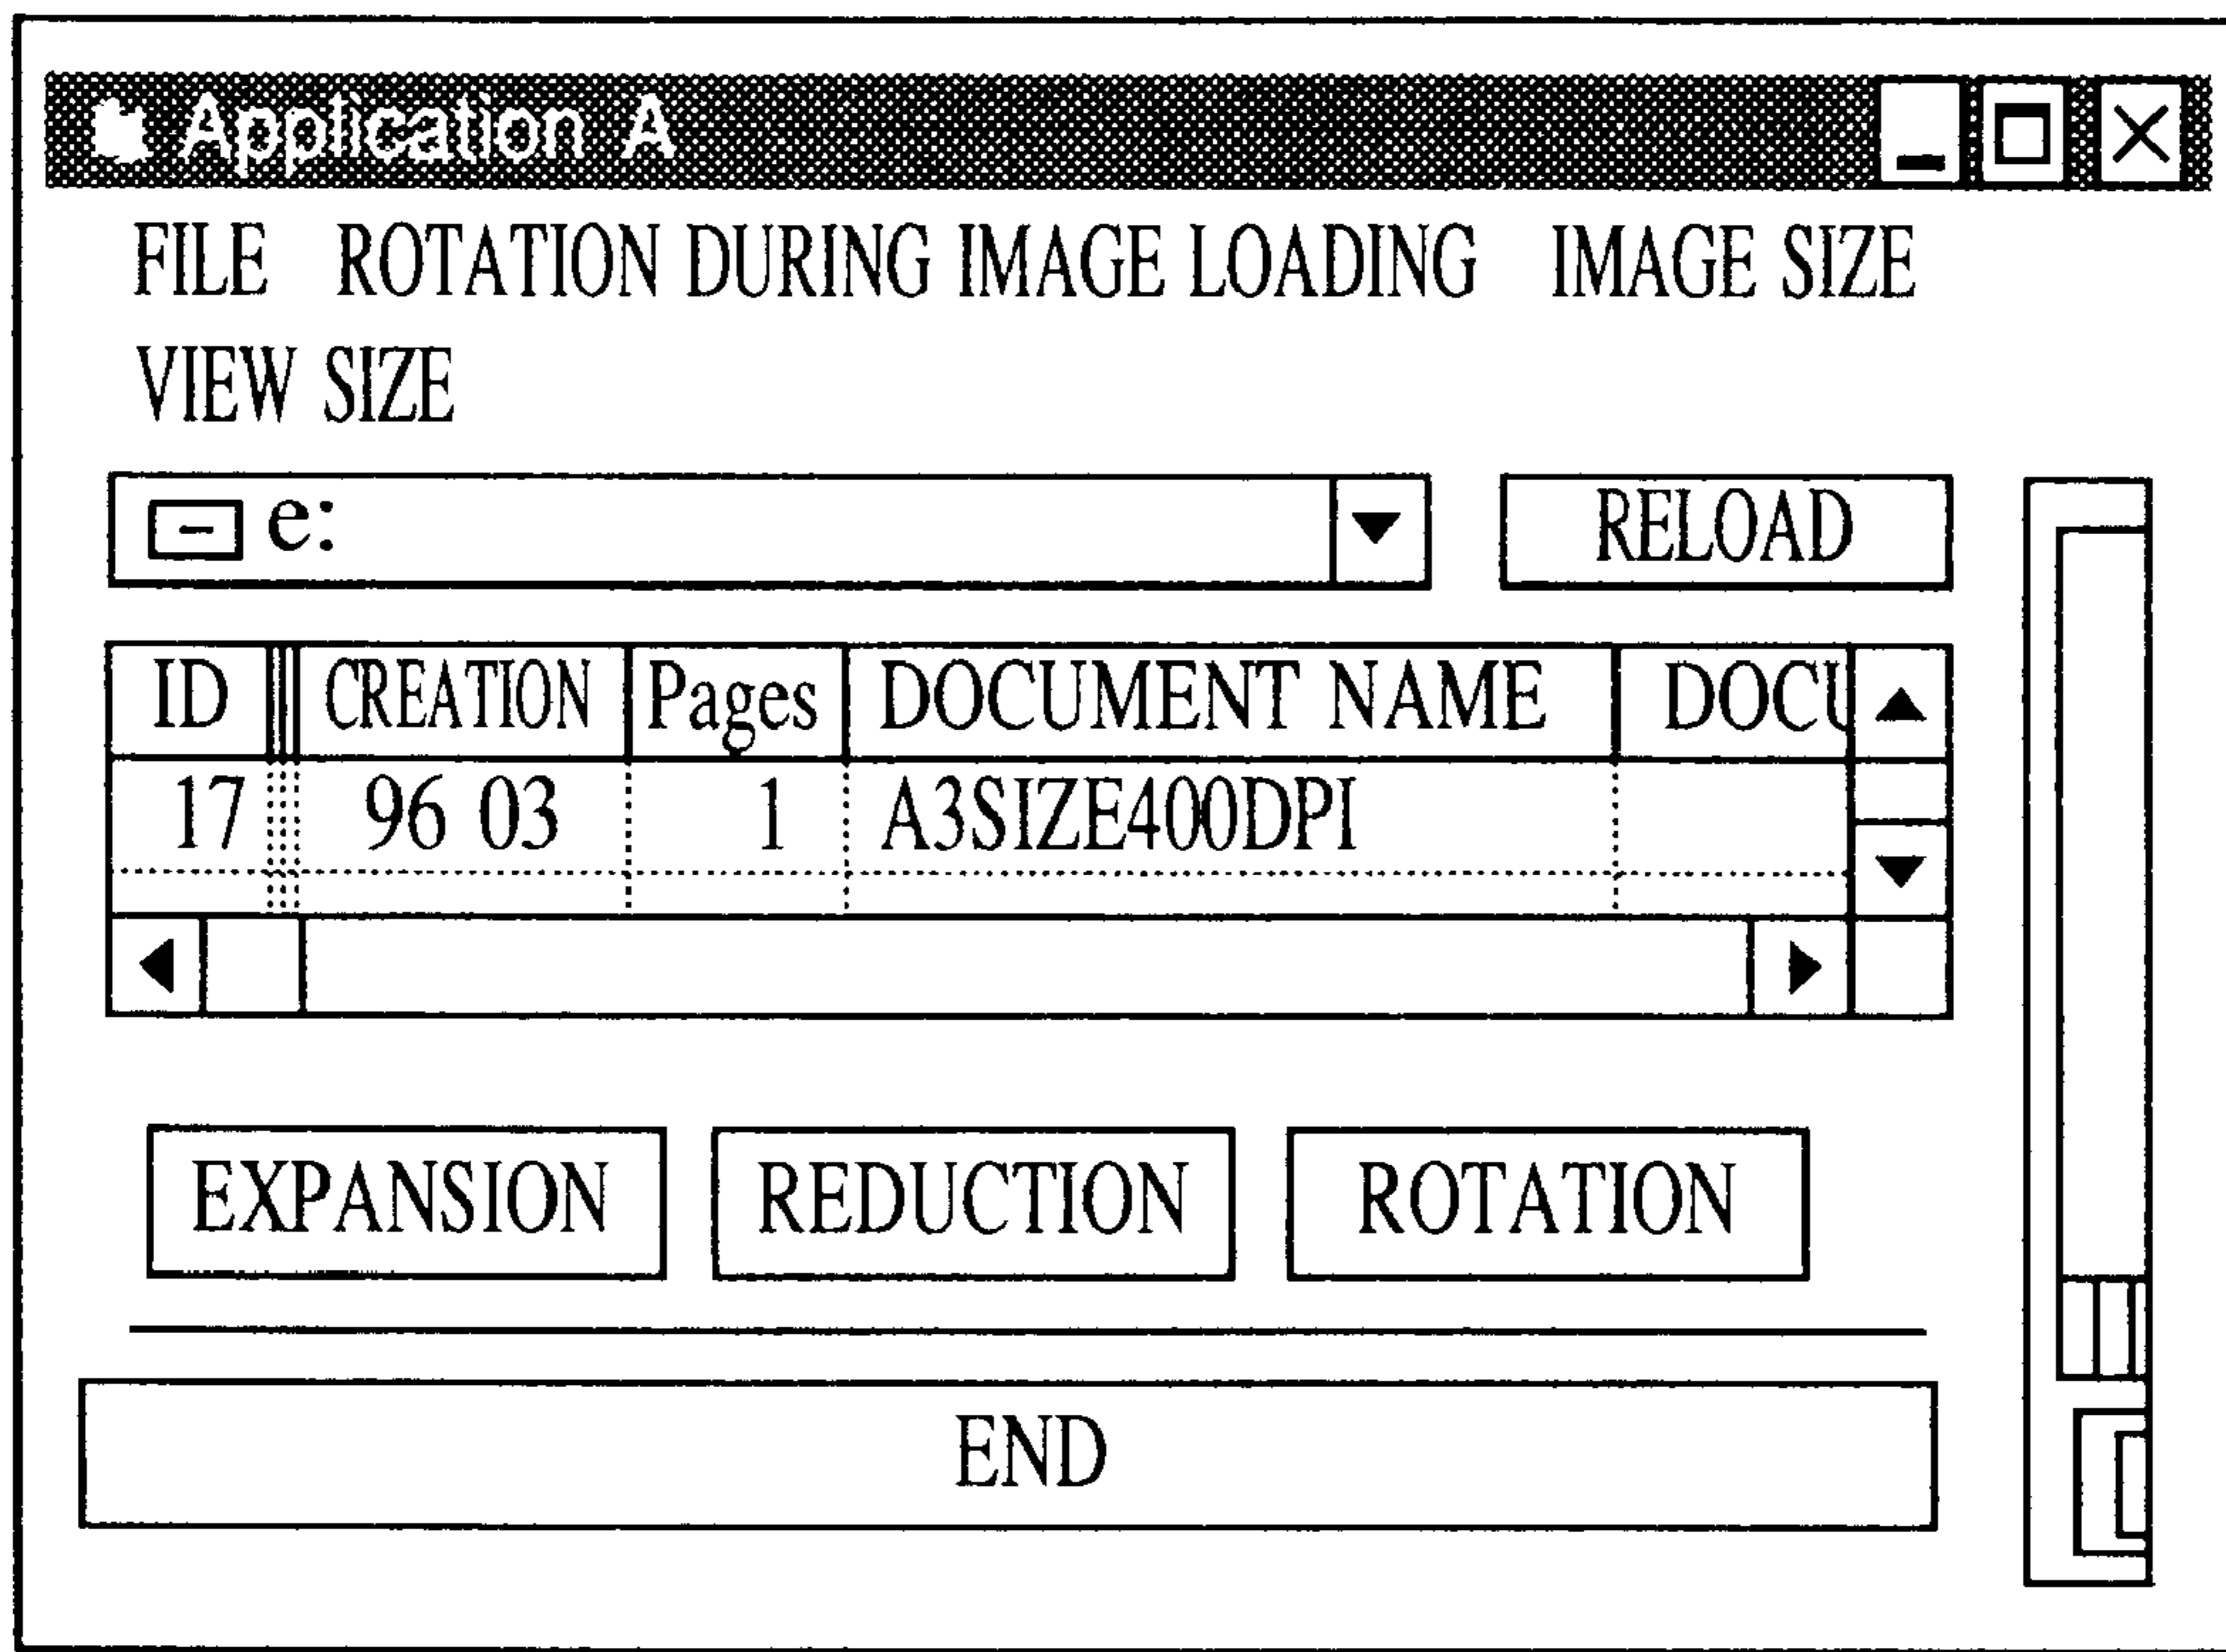 Application A
FILE ROTATION DURING IMAGE LOADING IMAGE SIZE
VIEW SIZE
e: RELOAD
ID CREATION Pages DOCUMENT NAME DOCU
17 96 03 1 A3SIZE400DPI
EXPANSION REDUCTION ROTATION
END